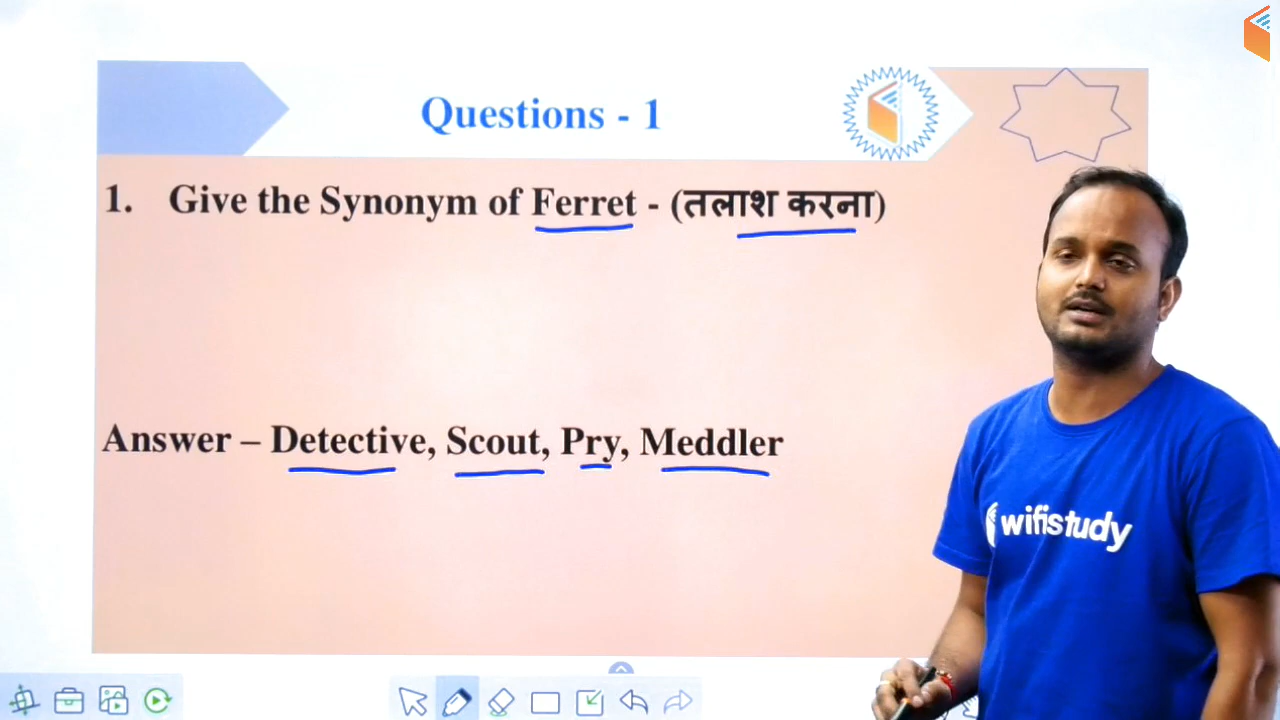 Questions - 1
1. Give the Synonym of Ferret - (तलाश करना)
Answer – Detective, Scout, Pry, Meddler
wifistudy